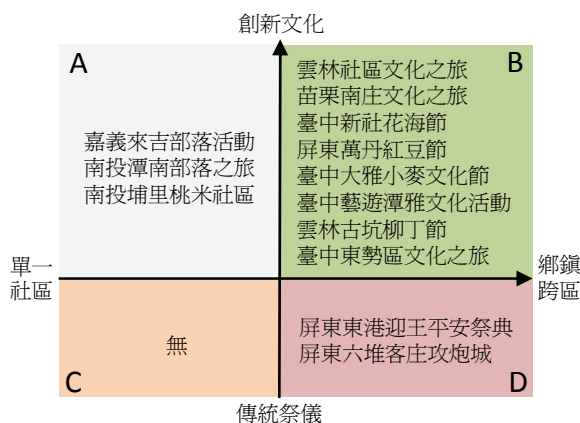 創新文化
A
嘉義來吉部落活動
南投潭南部落之旅
南投埔里桃米社區
B
雲林社區文化之旅
苗栗南庄文化之旅
臺中新社花海節
屏東萬丹紅豆節
臺中大雅小麥文化節
臺中藝遊潭雅文化活動
雲林古坑柳丁節
臺中東勢區文化之旅
單一
社區
鄉鎮
跨區
無
C
屏東東港迎王平安祭典
屏東六堆客庄攻炮城
D
傳統祭儀